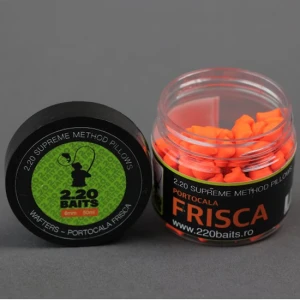 2.20 SUPREME METHOD PILLOWS
2.20
BAITS
WAFTERS - PORTOCALA FRISCA
2.20 SUPREME METHOD PILLOWS
PORTOCALA
FRISCA
www.220baits.ro